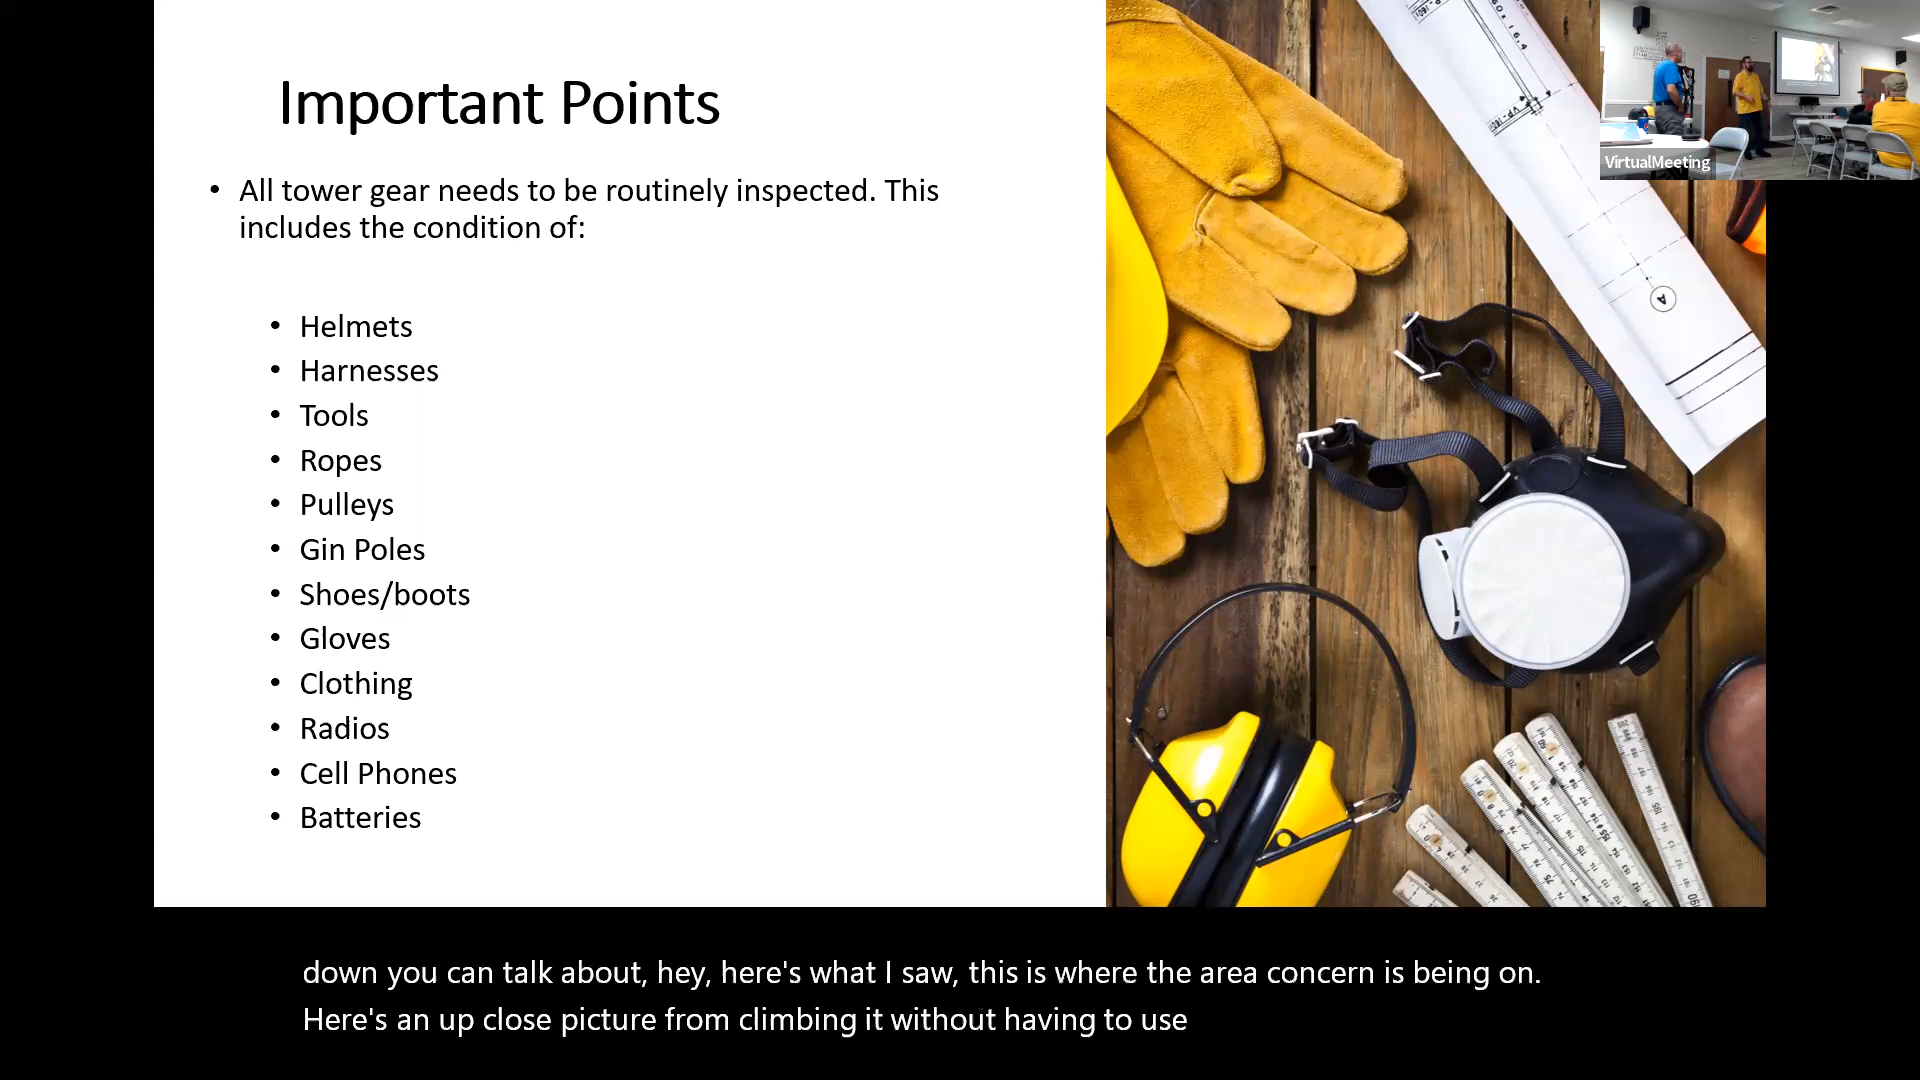 Important Points
• All tower gear needs to be routinely inspected. This
includes the condition of:
• Helmets
• Harnesses
• Tools
• Ropes
• Pulleys
• Gin Poles
• Shoes/boots
• Gloves
• Clothing
• Radios
• Cell Phones
• Batteries
A
VirtualMeeting
down you can talk about, hey, here's what I saw, this is where the area concern is being on.
Here's an up close picture from climbing it without having to use